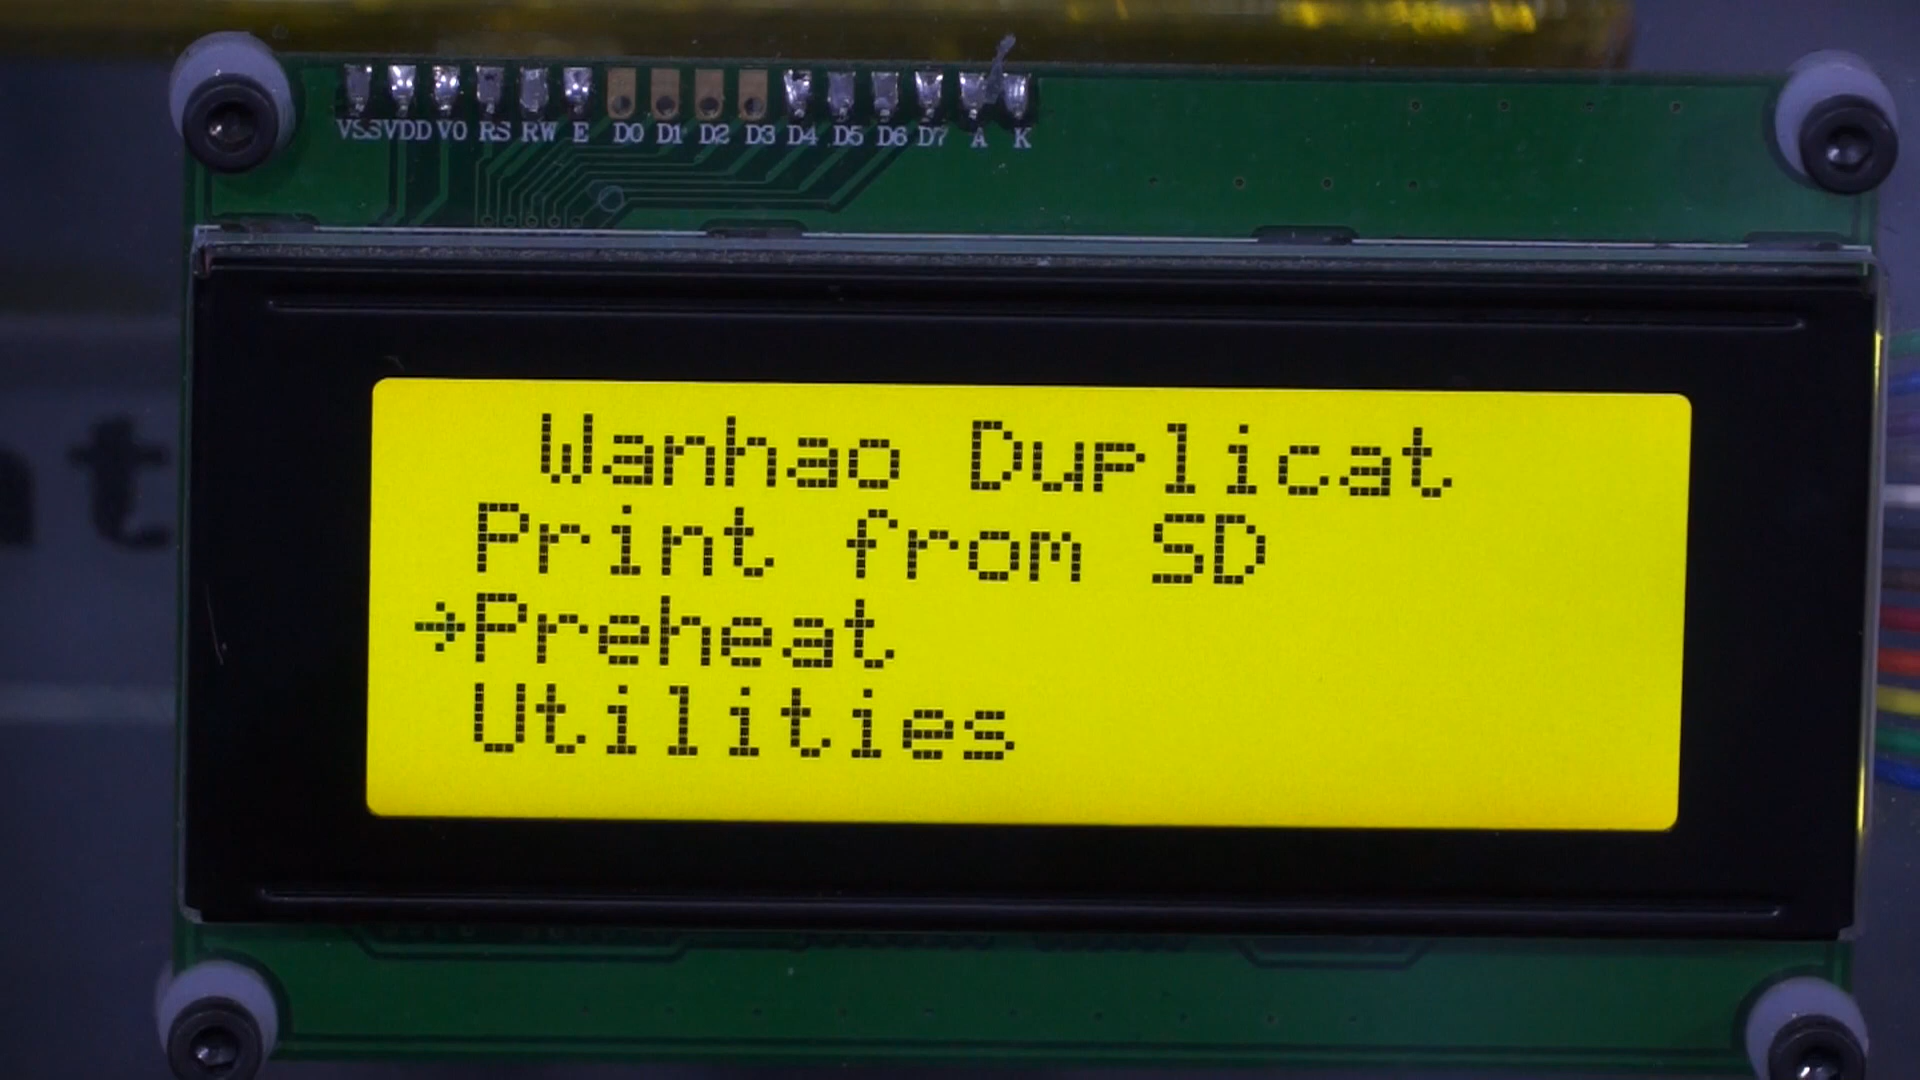 VSS VDD V0 RS RW E D0 D1 D2 D3 D4 D5 D6 D7 A K
Wanhao Duplicat
Print from SD
→Preheat
Utilities
at